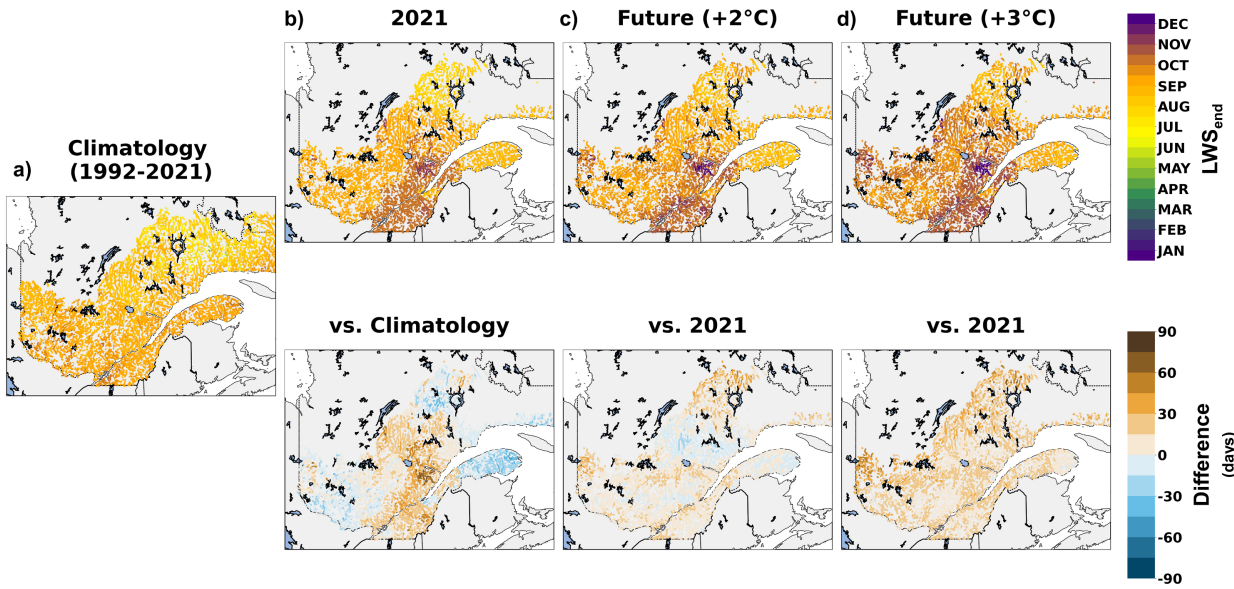 b)
2021
c)
Future (+2°C)
d)
Future (+3°C)
a)
Climatology
(1992-2021)
DEC
NOV
OCT
SEP
AUG
JUL
JUN
MAY
APR
MAR
FEB
JAN
LWSend
vs. Climatology
vs. 2021
vs. 2021
90
60
30
0
-30
-60
-90
Difference
(days)